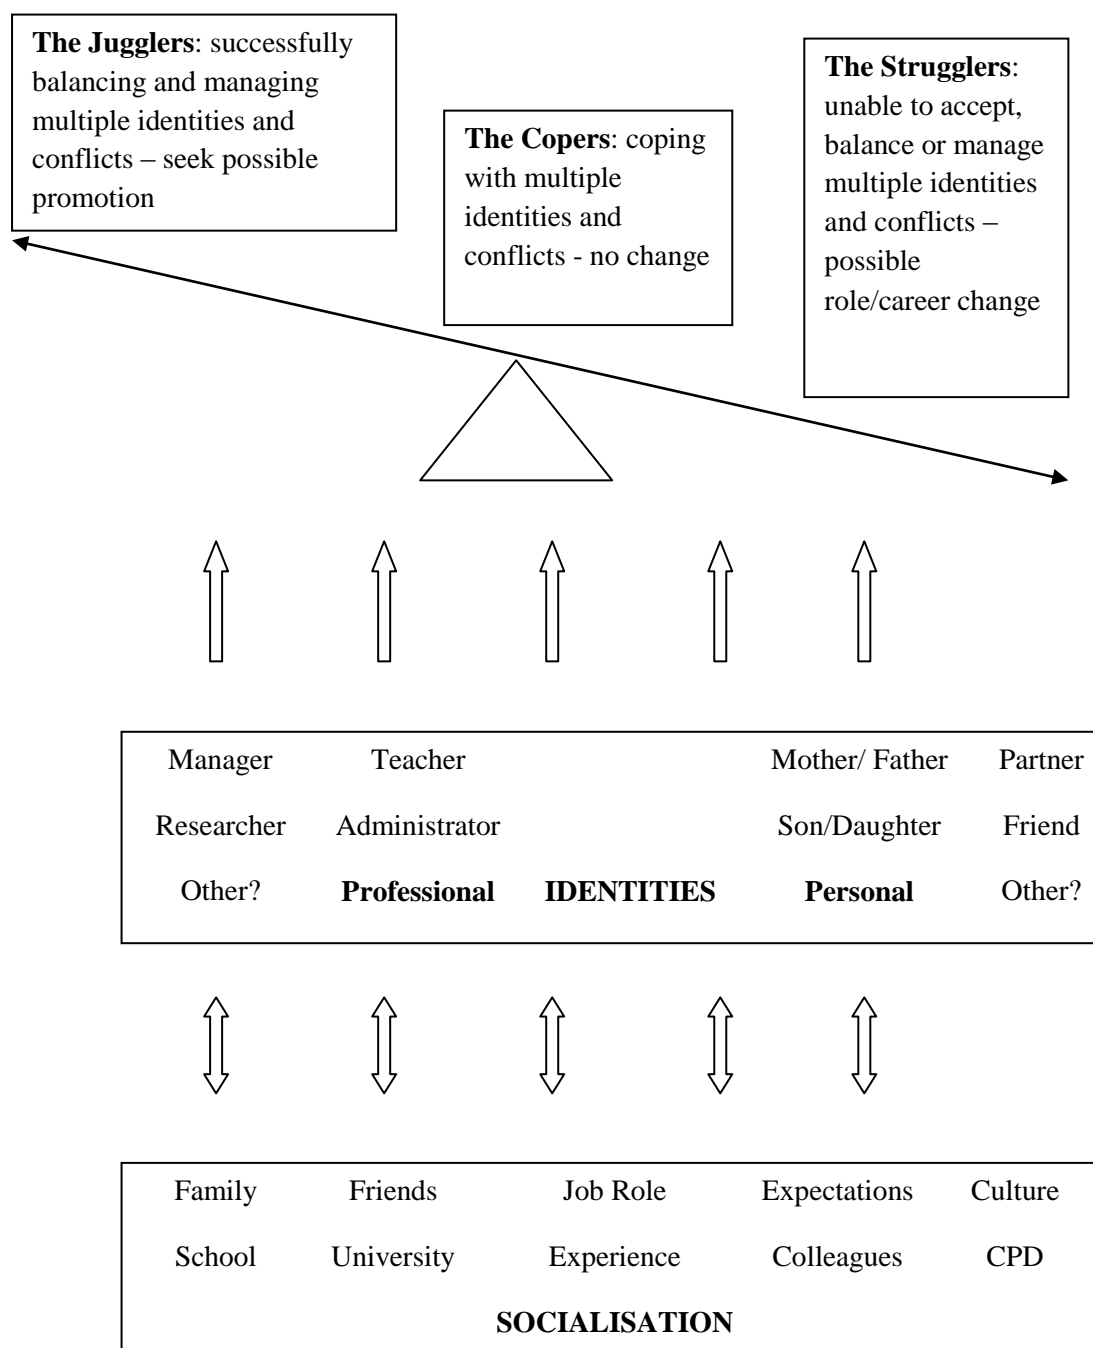 The Jugglers: successfully
balancing and managing
multiple identities and
conflicts – seek possible
promotion
The Copers: coping
with multiple
identities and
conflicts - no change
The Strugglers:
unable to accept,
balance or manage
multiple identities
and conflicts –
possible
role/career change
Manager Teacher Mother/ Father Partner
Researcher Administrator Son/Daughter Friend
Other? Professional IDENTITIES Personal Other?
Family Friends Job Role Expectations Culture
School University Experience Colleagues CPD
SOCIALISATION